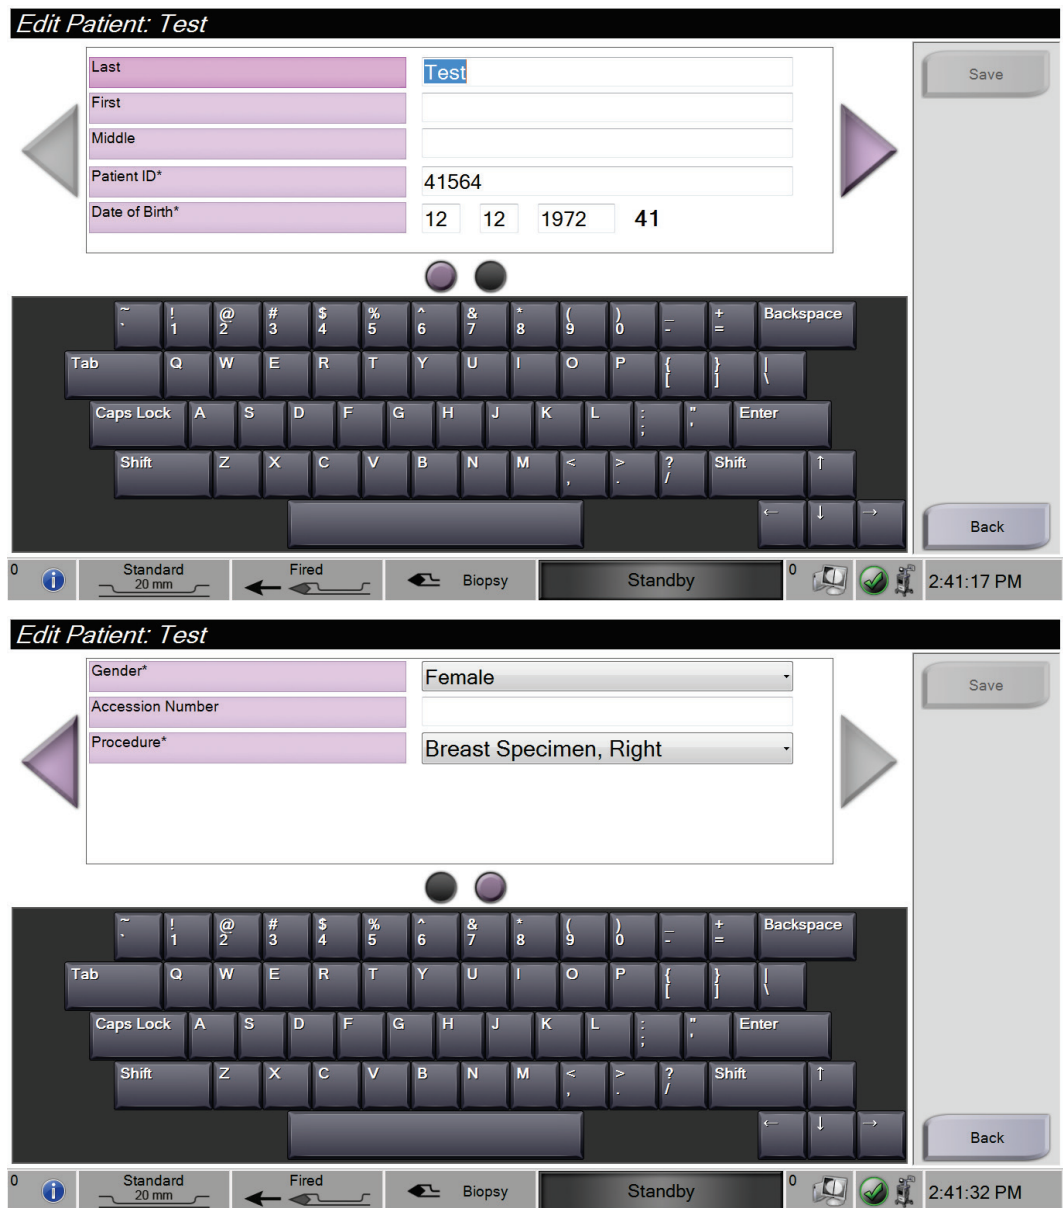 Edit Patient: Test
Last Test Save
First
Middle
Patient ID* 41564
Date of Birth* 12 12 1972 41
~ ! @ # $ % ^ & * ( ) _ + Backspace
` 1 2 3 4 5 6 7 8 9 0 - =
Tab Q W E R T Y U I O P { } |
[ ] \
Caps Lock A S D F G H J K L : " Enter
; '
Shift Z X C V B N M < > ? Shift ↑
, . /
← ↓ →
Back
0 Standard Fired Biopsy Standby 0 2:41:17 PM
20 mm
Edit Patient: Test
Gender* Female Save
Accession Number
Procedure* Breast Specimen, Right
~ ! @ # $ % ^ & * ( ) _ + Backspace
` 1 2 3 4 5 6 7 8 9 0 - =
Tab Q W E R T Y U I O P { } |
[ ] \
Caps Lock A S D F G H J K L : " Enter
; '
Shift Z X C V B N M < > ? Shift ↑
, . /
← ↓ →
Back
0 Standard Fired Biopsy Standby 0 2:41:32 PM
20 mm